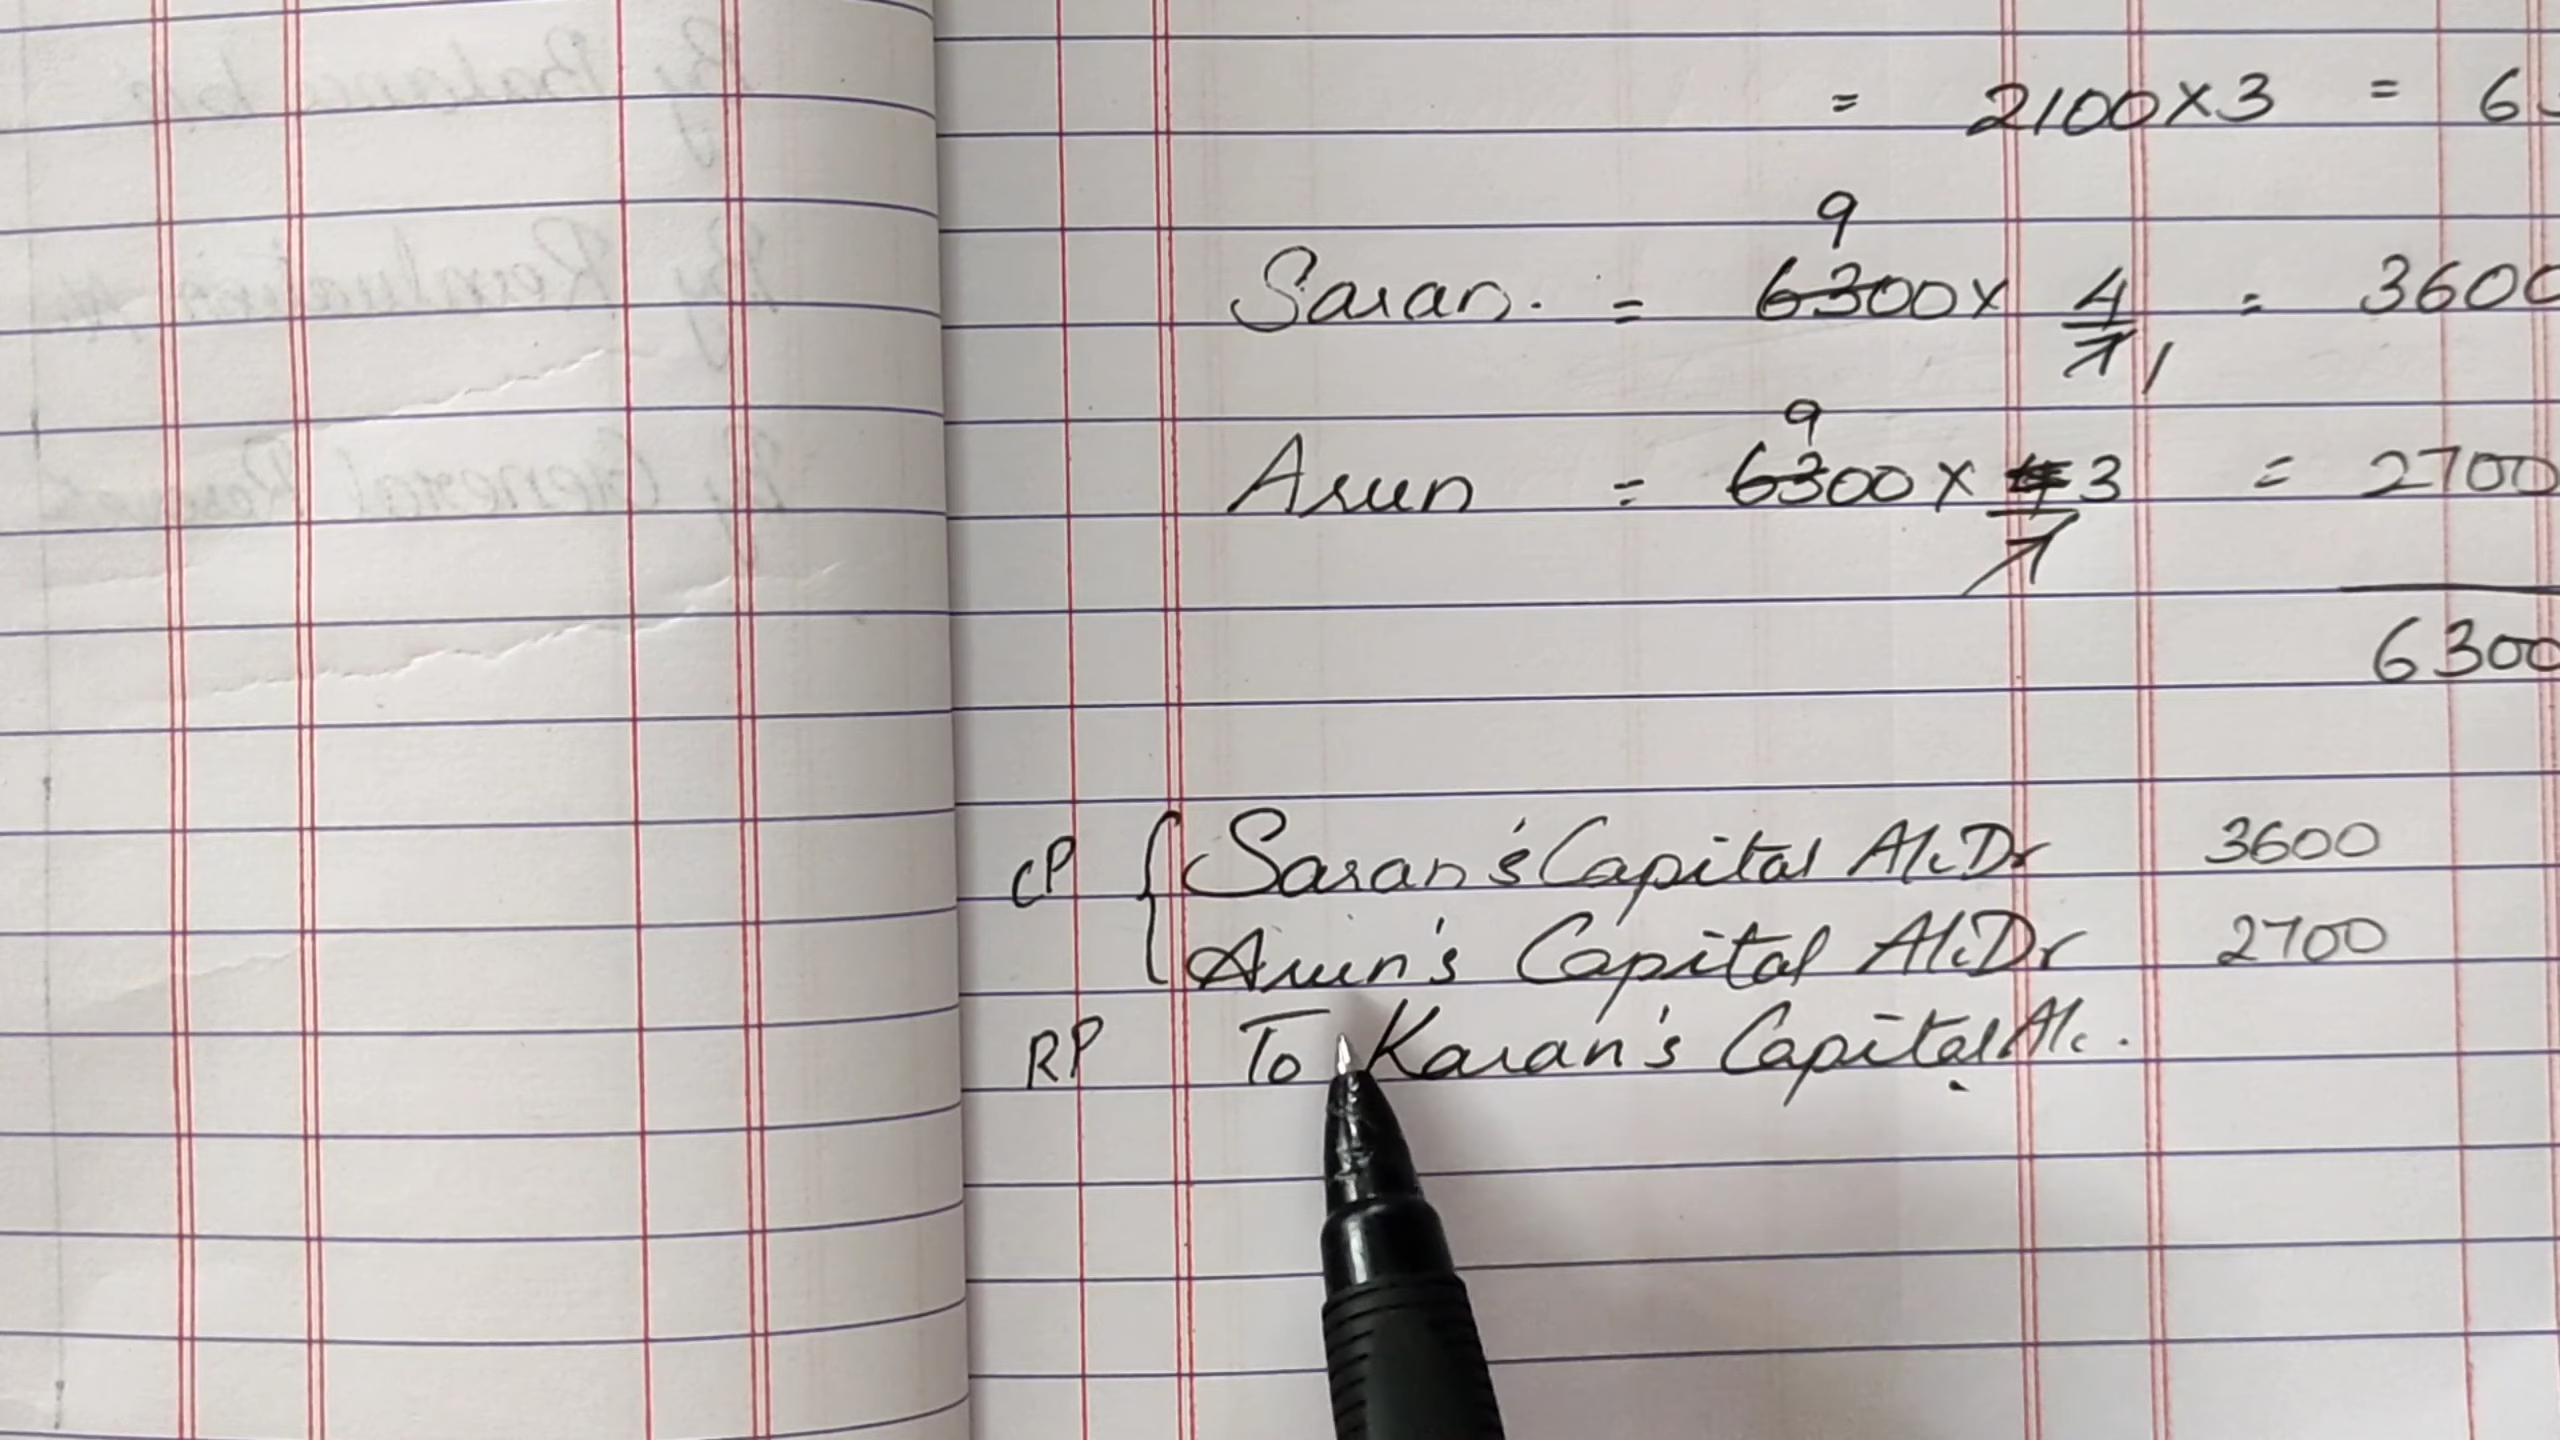 = 2100 x 3 = 6
9
Saran. = 6300 x 4/7 1 = 3600
9
Arun = 6300 x 3/7 = 2700
6300
CP { Saran's Capital A/c Dr 3600
Arun's Capital A/c Dr 2700
RP To Karan's Capital A/c.